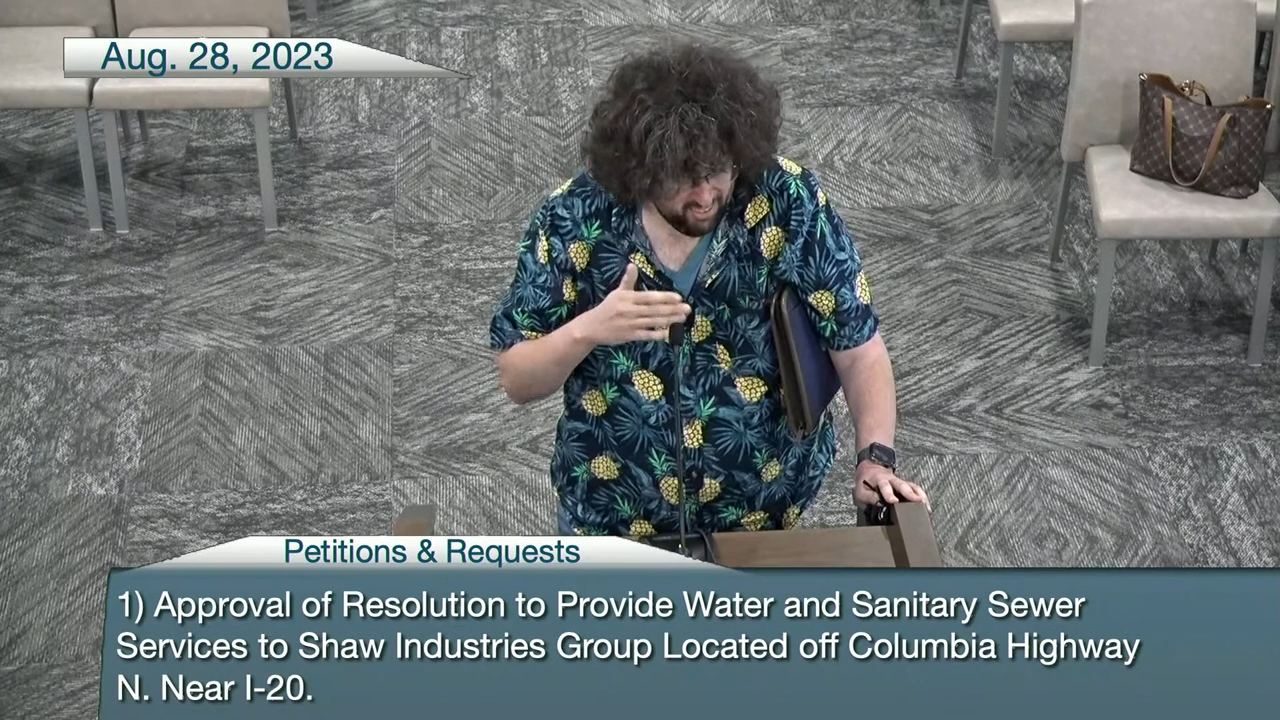 Aug. 28, 2023
Petitions & Requests
1) Approval of Resolution to Provide Water and Sanitary Sewer
Services to Shaw Industries Group Located off Columbia Highway
N. Near I-20.